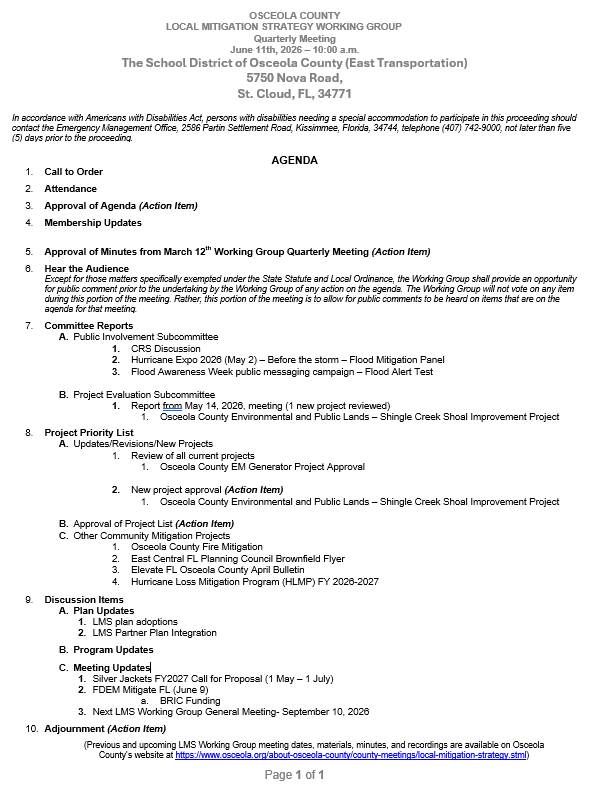 OSCEOLA COUNTY
LOCAL MITIGATION STRATEGY WORKING GROUP
Quarterly Meeting
June 11th, 2026 – 10:00 a.m.
The School District of Osceola County (East Transportation)
5750 Nova Road,
St. Cloud, FL, 34771
In accordance with Americans with Disabilities Act, persons with disabilities needing a special accommodation to participate in this proceeding should
contact the Emergency Management Office, 2586 Partin Settlement Road, Kissimmee, Florida, 34744, telephone (407) 742-9000, not later than five
(5) days prior to the proceeding.
AGENDA
1. Call to Order
2. Attendance
3. Approval of Agenda (Action Item)
4. Membership Updates
5. Approval of Minutes from March 12th Working Group Quarterly Meeting (Action Item)
6. Hear the Audience
Except for those matters specifically exempted under the State Statute and Local Ordinance, the Working Group shall provide an opportunity
for public comment prior to the undertaking by the Working Group of any action on the agenda. The Working Group will not vote on any item
during this portion of the meeting. Rather, this portion of the meeting is to allow for public comments to be heard on items that are on the
agenda for that meeting.
7. Committee Reports
A. Public Involvement Subcommittee
1. CRS Discussion
2. Hurricane Expo 2026 (May 2) – Before the storm – Flood Mitigation Panel
3. Flood Awareness Week public messaging campaign – Flood Alert Test
B. Project Evaluation Subcommittee
1. Report from May 14, 2026, meeting (1 new project reviewed)
1. Osceola County Environmental and Public Lands – Shingle Creek Shoal Improvement Project
8. Project Priority List
A. Updates/Revisions/New Projects
1. Review of all current projects
1. Osceola County EM Generator Project Approval
2. New project approval (Action Item)
1. Osceola County Environmental and Public Lands – Shingle Creek Shoal Improvement Project
B. Approval of Project List (Action Item)
C. Other Community Mitigation Projects
1. Osceola County Fire Mitigation
2. East Central FL Planning Council Brownfield Flyer
3. Elevate FL Osceola County April Bulletin
4. Hurricane Loss Mitigation Program (HLMP) FY 2026-2027
9. Discussion Items
A. Plan Updates
1. LMS plan adoptions
2. LMS Partner Plan Integration
B. Program Updates
C. Meeting Updates
1. Silver Jackets FY2027 Call for Proposal (1 May – 1 July)
2. FDEM Mitigate FL (June 9)
a. BRIC Funding
3. Next LMS Working Group General Meeting- September 10, 2026
10. Adjournment (Action Item)
(Previous and upcoming LMS Working Group meeting dates, materials, minutes, and recordings are available on Osceola
County's website at https://www.osceola.org/about-osceola-county/county-meetings/local-mitigation-strategy.stml)
Page 1 of 1